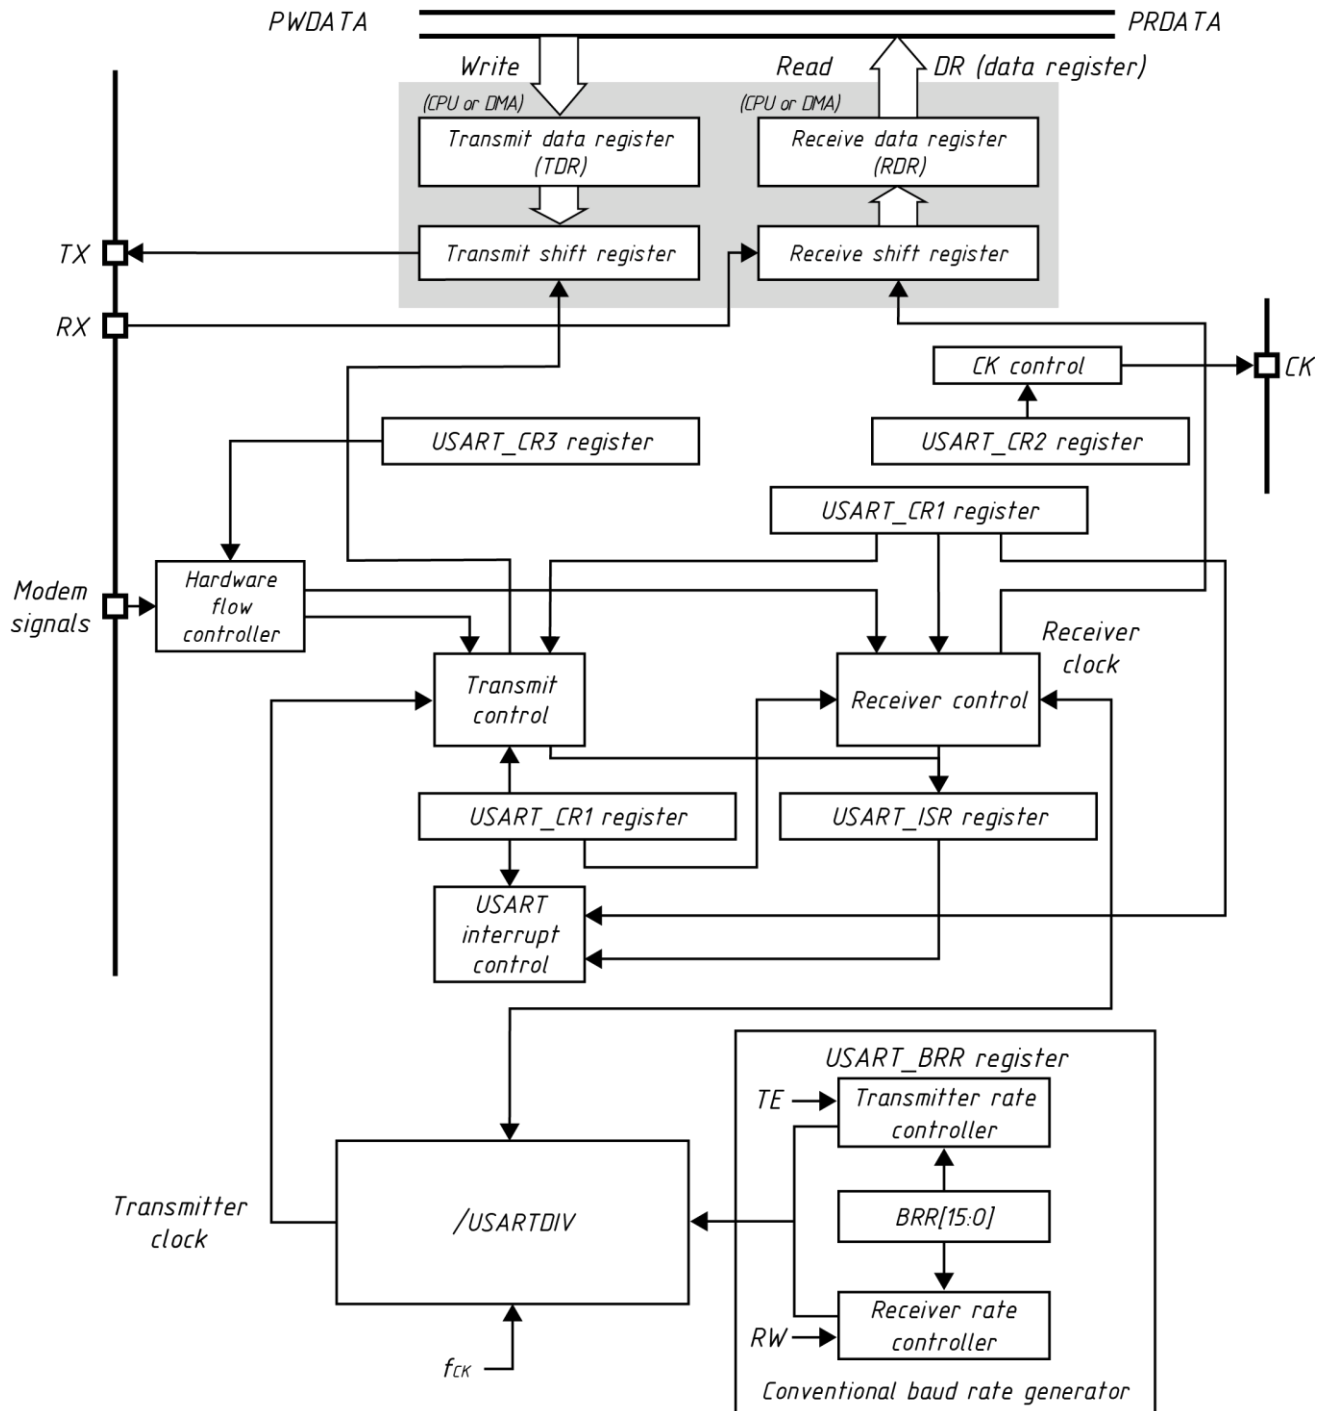 PWDATA
PRDATA
Write
Read
DR (data register)
(CPU or DMA)
(CPU or DMA)
Transmit data register
(TDR)
Receive data register
(RDR)
TX
Transmit shift register
Receive shift register
RX
CK control
CK
USART_CR3 register
USART_CR2 register
USART_CR1 register
Modem
signals
Hardware
flow
controller
Receiver
clock
Transmit
control
Receiver control
USART_CR1 register
USART_ISR register
USART
interrupt
control
USART_BRR register
TE
Transmitter rate
controller
Transmitter
clock
/USARTDIV
BRR[15:0]
RW
Receiver rate
controller
fCK
Conventional baud rate generator